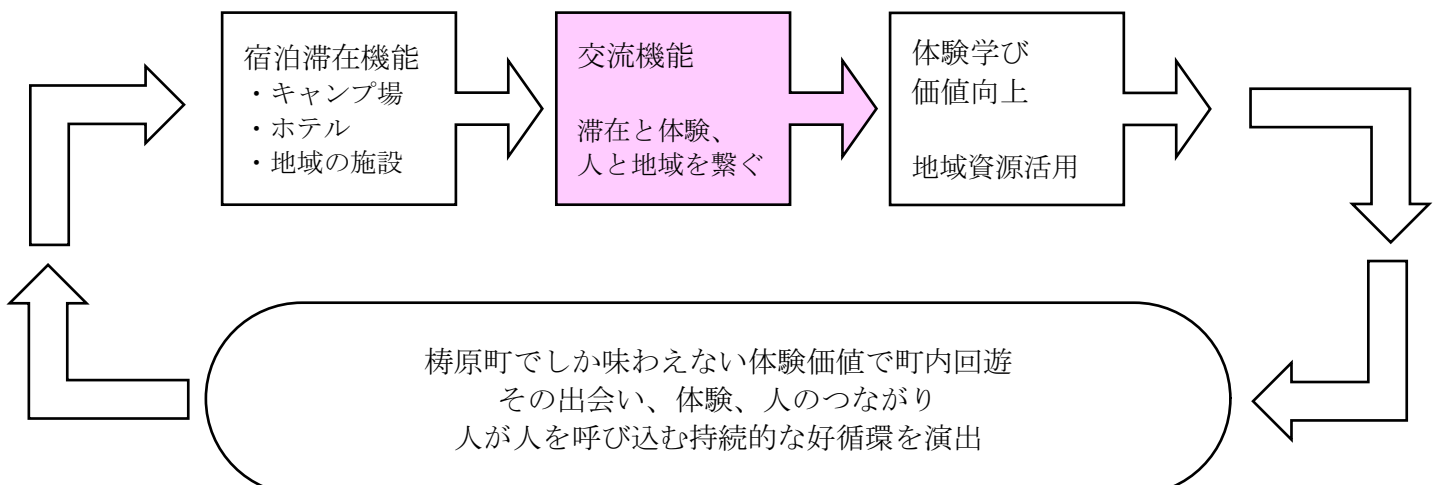 宿泊滞在機能
・キャンプ場
・ホテル
・地域の施設
交流機能
滞在と体験、
人と地域を繋ぐ
体験学び
価値向上
地域資源活用
梼原町でしか味わえない体験価値で町内回遊
その出会い、体験、人のつながり
人が人を呼び込む持続的な好循環を演出